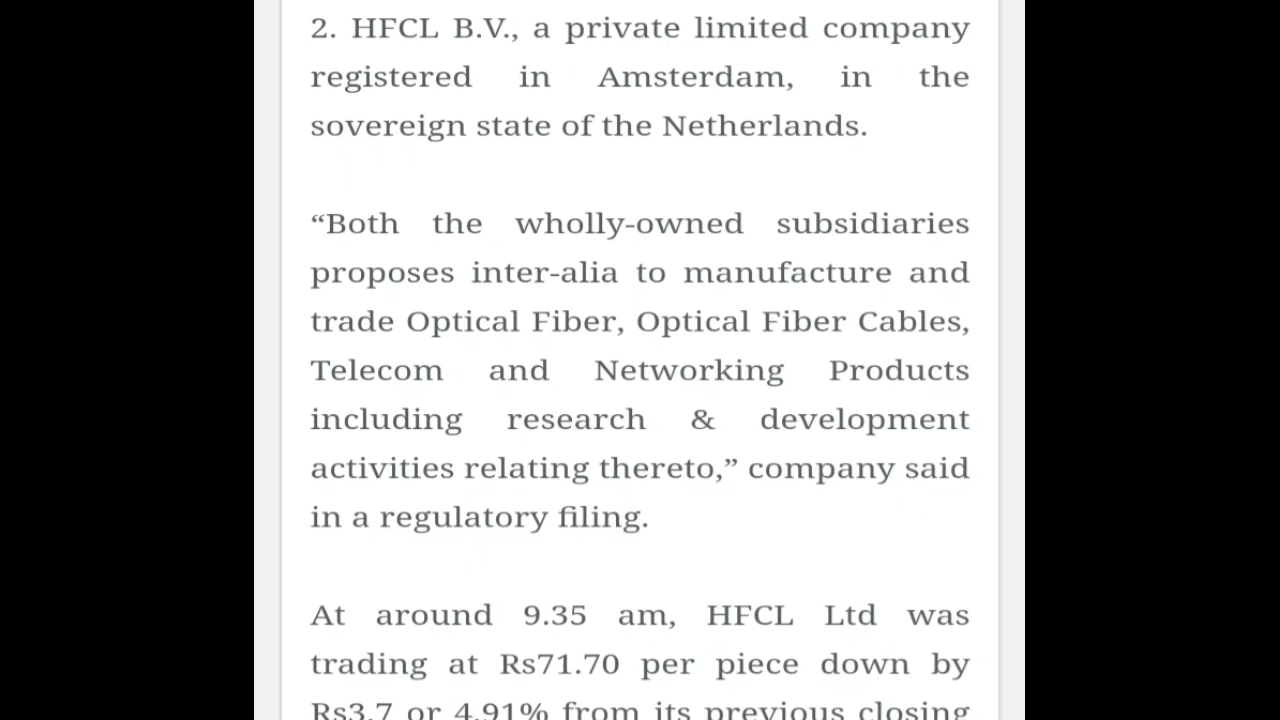 2. HFCL B.V., a private limited company
registered in Amsterdam, in the
sovereign state of the Netherlands.
“Both the wholly-owned subsidiaries
proposes inter-alia to manufacture and
trade Optical Fiber, Optical Fiber Cables,
Telecom and Networking Products
including research & development
activities relating thereto,” company said
in a regulatory filing.
At around 9.35 am, HFCL Ltd was
trading at Rs71.70 per piece down by
Rs3.7 or 4.91% from its previous closing